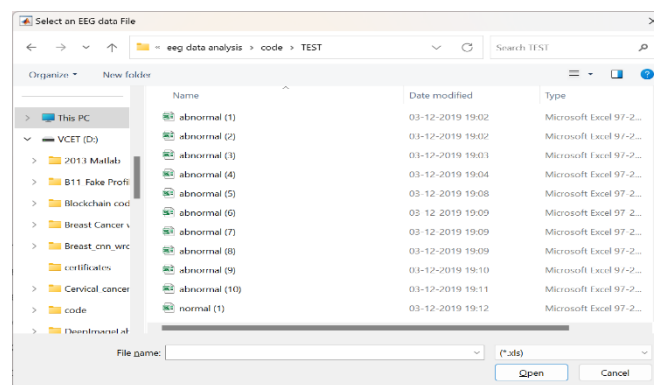 Select an EEG data File
« eeg data analysis > code > TEST
Search TEST
Organize
New folder
Name
Date modified
Type
This PC
VCET (D:)
2013 Matlab
B11 Fake Profil
Blockchain cod
Breast Cancer
Breast_cnn_wrc
certificates
Cervical cancer
code
DeepImageLab
abnormal (1) 03-12-2019 19:02 Microsoft Excel 97-2...
abnormal (2) 03-12-2019 19:02 Microsoft Excel 97-2...
abnormal (3) 03-12-2019 19:03 Microsoft Excel 97-2...
abnormal (4) 03-12-2019 19:04 Microsoft Excel 97-2...
abnormal (5) 03-12-2019 19:08 Microsoft Excel 97-2...
abnormal (6) 03-12-2019 19:09 Microsoft Excel 97-2...
abnormal (7) 03-12-2019 19:09 Microsoft Excel 97-2...
abnormal (8) 03-12-2019 19:09 Microsoft Excel 97-2...
abnormal (9) 03-12-2019 19:10 Microsoft Excel 97-2...
abnormal (10) 03-12-2019 19:11 Microsoft Excel 97-2...
normal (1) 03-12-2019 19:12 Microsoft Excel 97-2...
File name:
(*.xls)
Open
Cancel